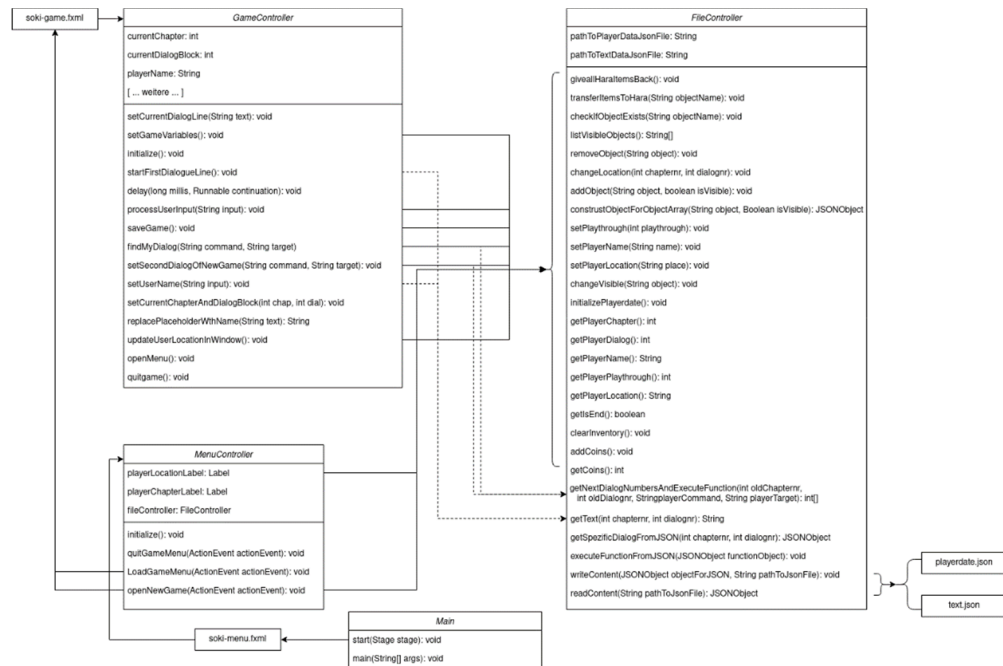 soki-game.fxml
GameController
currentChapter: int
currentDialogBlock: int
playerName: String
[ ... weitere ... ]
setCurrentDialogLine(String text): void
setGameVariables(): void
initialize(): void
startFirstDialogueLine(): void
delay(long millis, Runnable continuation): void
processUserInput(String input): void
saveGame(): void
findMyDialog(String command, String target)
setSecondDialogOfNewGame(String command, String target): void
setUserName(String input): void
setCurrentChapterAndDialogBlock(int chap, int dial): void
replacePlaceholderWthName(String text): String
updateUserLocationInWindow(): void
openMenu(): void
quitgame(): void
MenuController
playerLocationLabel: Label
playerChapterLabel: Label
fileController: FileController
initialize(): void
quitGameMenu(ActionEvent actionEvent): void
LoadGameMenu(ActionEvent actionEvent): void
openNewGame(ActionEvent actionEvent): void
soki-menu.fxml
Main
start(Stage stage): void
main(String[] args): void
FileController
pathToPlayerDataJsonFile: String
pathToTextDataJsonFile: String
giveallHaraItemsBack(): void
transferItemsToHara(String objectName): void
checkIfObjectExists(String objectName): void
listVisibleObjects(): String[]
removeObject(String object): void
changeLocation(int chapternr, int dialognr): void
addObject(String object, boolean isVisible): void
construstObjectForObjectArray(String object, Boolean isVisible): JSONObject
setPlaythrough(int playthrough): void
setPlayerName(String name): void
setPlayerLocation(String place): void
changeVisible(String object): void
initializePlayerdate(): void
getPlayerChapter(): int
getPlayerDialog(): int
getPlayerName(): String
getPlayerPlaythrough(): int
getPlayerLocation(): String
getIsEnd(): boolean
clearInventory(): void
addCoins(): void
getCoins(): int
getNextDialogNumbersAndExecuteFunction(int oldChapternr,
int oldDialognr, StringplayerCommand, String playerTarget): int[]
getText(int chapternr, int dialognr): String
getSpezificDialogFromJSON(int chapternr, int dialognr): JSONObject
executeFunctionFromJSON(JSONObject functionObject): void
writeContent(JSONObject objectForJSON, String pathToJsonFile): void
readContent(String pathToJsonFile): JSONObject
playerdate.json
text.json